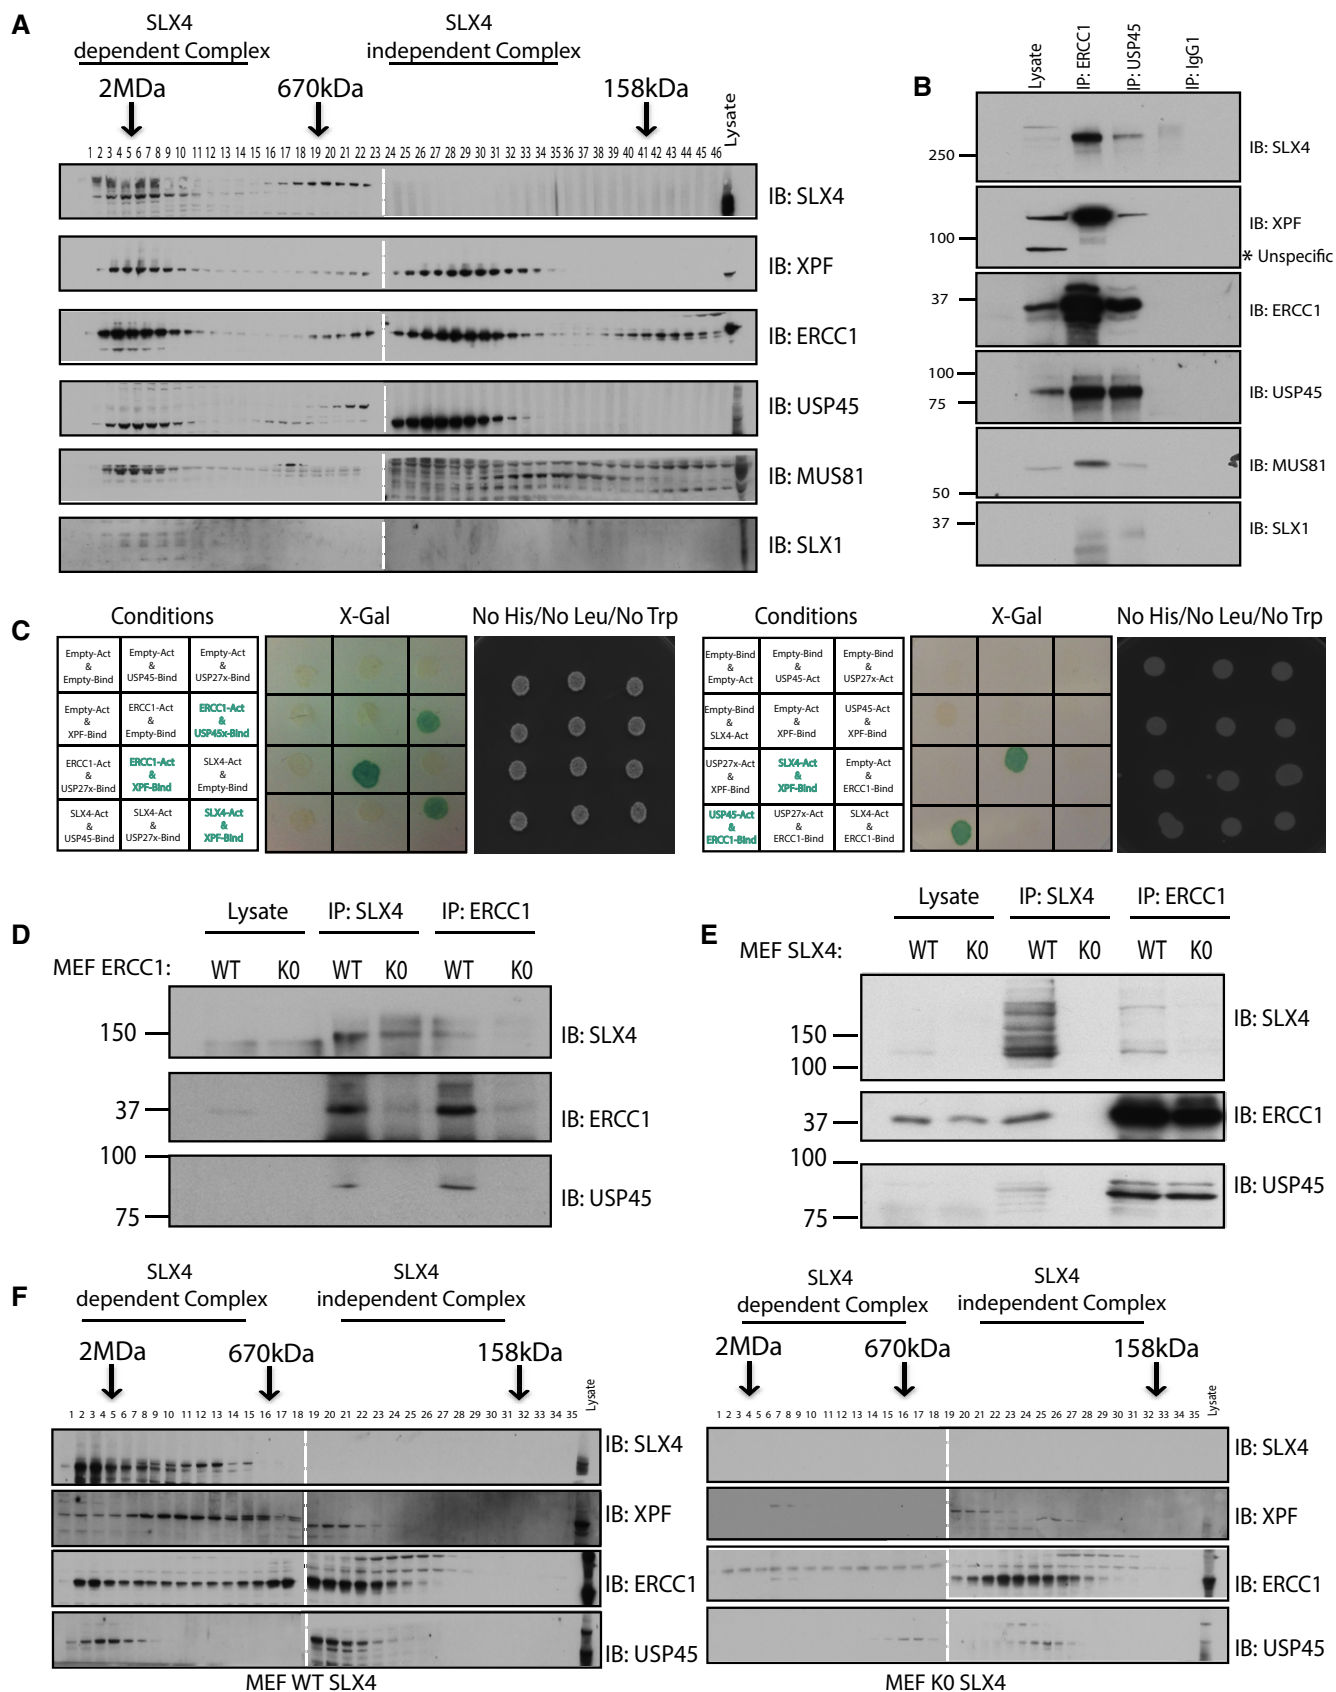 A
SLX4
dependent Complex
SLX4
independent Complex
2MDa
670kDa
158kDa
Lysate
1 2 3 4 5 6 7 8 9 10 11 12 13 14 15 16 17 18 19 20 21 22 23 24 25 26 27 28 29 30 31 32 33 34 35 36 37 38 39 40 41 42 43 44 45 46
IB: SLX4
IB: XPF
IB: ERCC1
IB: USP45
IB: MUS81
IB: SLX1
B
Lysate
IP: ERCC1
IP: USP45
IP: IgG1
250
IB: SLX4
IB: XPF
100
* Unspecific
37
IB: ERCC1
100
75
IB: USP45
IB: MUS81
50
37
IB: SLX1
C
Conditions
X-Gal
No His/No Leu/No Trp
Empty-Act
&
Empty-Bind
Empty-Act
&
USP45-Bind
Empty-Act
&
USP27x-Bind
Empty-Act
&
XPF-Bind
ERCC1-Act
&
Empty-Bind
ERCC1-Act
&
USP45x-Bind
ERCC1-Act
&
USP27x-Bind
ERCC1-Act
&
XPF-Bind
SLX4-Act
&
Empty-Bind
SLX4-Act
&
USP45-Bind
SLX4-Act
&
USP27x-Bind
SLX4-Act
&
XPF-Bind
Conditions
X-Gal
No His/No Leu/No Trp
Empty-Bind
&
Empty-Act
Empty-Bind
&
USP45-Act
Empty-Bind
&
USP27x-Act
Empty-Bind
&
SLX4-Act
Empty-Act
&
XPF-Bind
USP45-Act
&
XPF-Bind
USP27x-Act
&
XPF-Bind
SLX4-Act
&
XPF-Bind
Empty-Act
&
ERCC1-Bind
USP45-Act
&
ERCC1-Bind
USP27x-Act
&
ERCC1-Bind
SLX4-Act
&
ERCC1-Bind
D
Lysate
IP: SLX4
IP: ERCC1
MEF ERCC1:
WT K0 WT K0 WT K0
150
IB: SLX4
37
IB: ERCC1
100
75
IB: USP45
E
Lysate
IP: SLX4
IP: ERCC1
MEF SLX4:
WT K0 WT K0 WT K0
150
100
IB: SLX4
37
IB: ERCC1
100
75
IB: USP45
F
SLX4
dependent Complex
SLX4
independent Complex
2MDa
670kDa
158kDa
Lysate
1 2 3 4 5 6 7 8 9 10 11 12 13 14 15 16 17 18 19 20 21 22 23 24 25 26 27 28 29 30 31 32 33 34 35
IB: SLX4
IB: XPF
IB: ERCC1
IB: USP45
MEF WT SLX4
SLX4
dependent Complex
SLX4
independent Complex
2MDa
670kDa
158kDa
Lysate
1 2 3 4 5 6 7 8 9 10 11 12 13 14 15 16 17 18 19 20 21 22 23 24 25 26 27 28 29 30 31 32 33 34 35
IB: SLX4
IB: XPF
IB: ERCC1
IB: USP45
MEF K0 SLX4